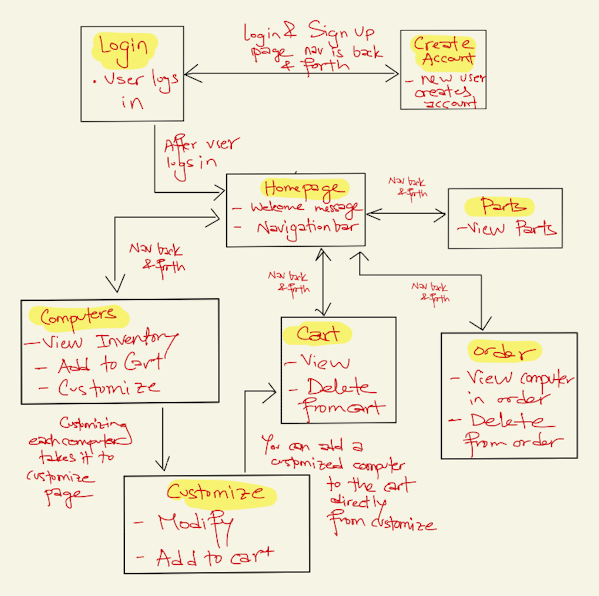 Login
• User logs
in
Login & Sign Up
page nav is back
& forth
Create
Account
- new user
creates
account
After user
logs in
Homepage
- Welcome message
- Navigation bar
Nav back
& forth
Parts
- View Parts
Nav back
& forth
Nav back
& forth
Nav back
& forth
Computers
- View Inventory
- Add to Cart
- Customize
Cart
- View
- Delete
from cart
Order
- View computer
in order
- Delete
from order
Customizing
each computer
takes it to
customize
page
You can add a
customized computer
to the cart
directly
from customize
Customize
- Modify
- Add to cart